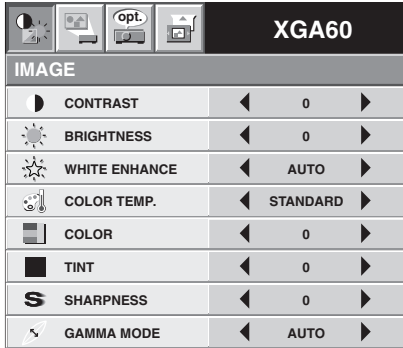 opt.
XGA60
IMAGE
CONTRAST 0
BRIGHTNESS 0
WHITE ENHANCE AUTO
COLOR TEMP. STANDARD
COLOR 0
TINT 0
S SHARPNESS 0
GAMMA MODE AUTO